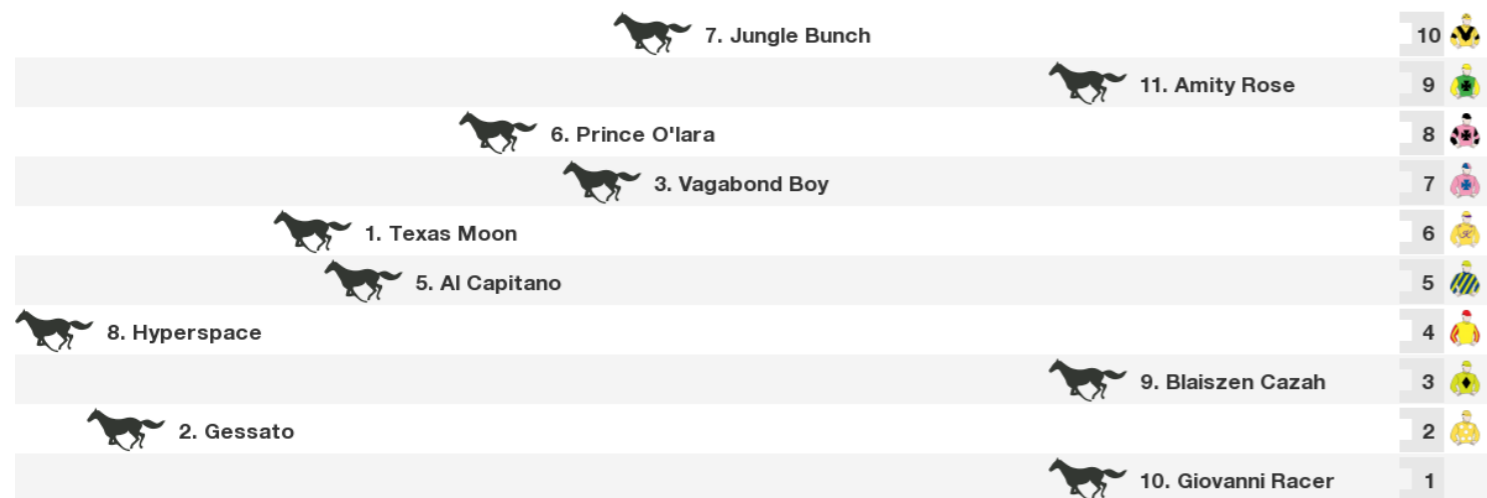 7. Jungle Bunch 10
11. Amity Rose 9
6. Prince O'lara 8
3. Vagabond Boy 7
1. Texas Moon 6
5. Al Capitano 5
8. Hyperspace 4
9. Blaiszen Cazah 3
2. Gessato 2
10. Giovanni Racer 1